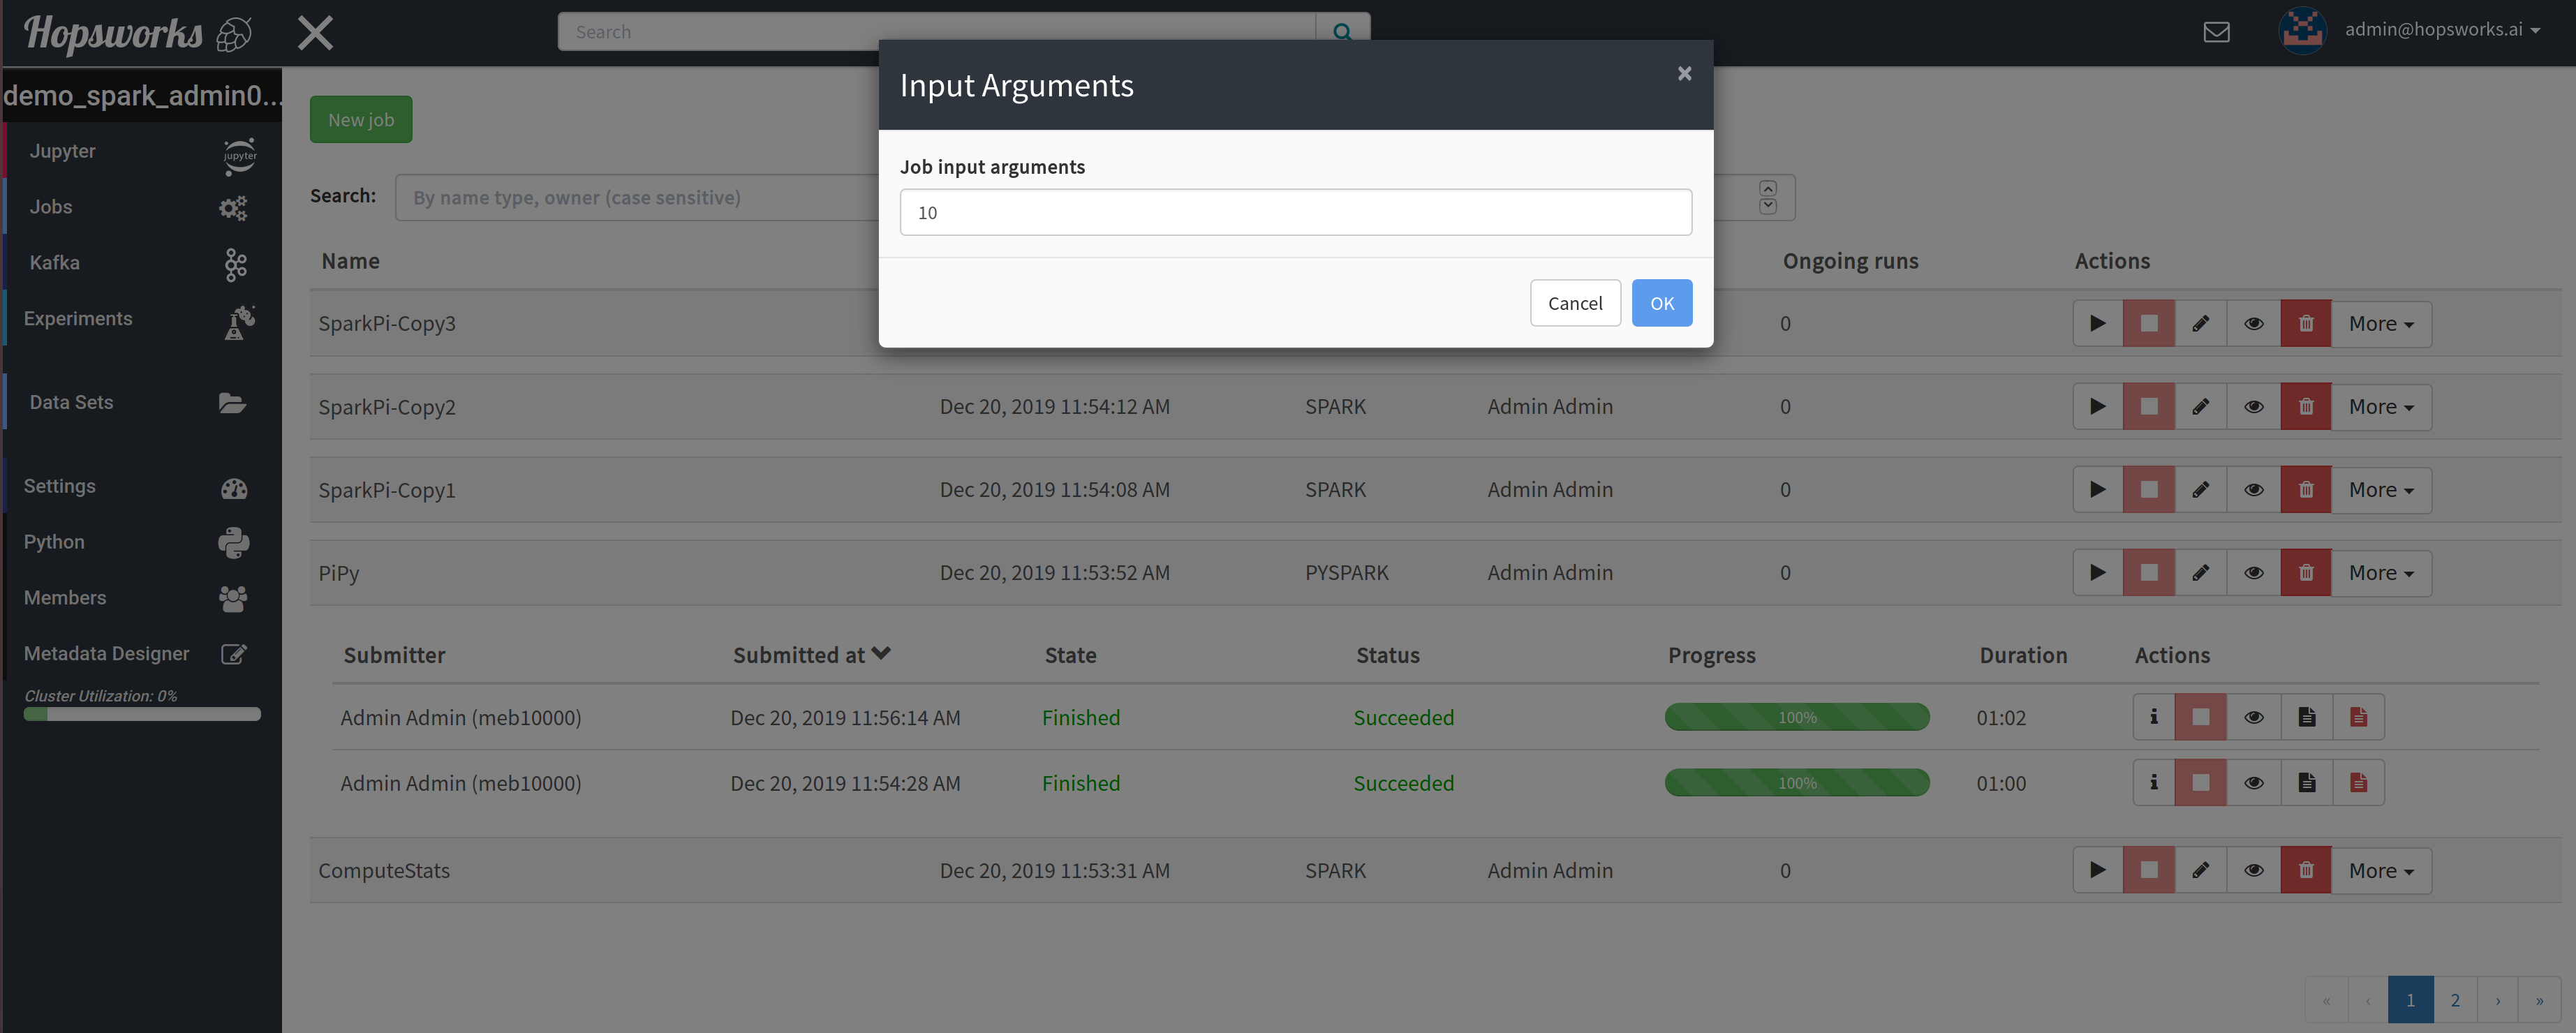 Hopsworks
Search
admin@hopsworks.ai
demo_spark_admin0...
Jupyter
jupyter
Jobs
Kafka
Experiments
Data Sets
Settings
Python
Members
Metadata Designer
Cluster Utilization: 0%
Input Arguments
×
Job input arguments
10
Cancel
OK
New job
Search: By name type, owner (case sensitive)
Name Ongoing runs Actions
SparkPi-Copy3 0 More
SparkPi-Copy2 Dec 20, 2019 11:54:12 AM SPARK Admin Admin 0 More
SparkPi-Copy1 Dec 20, 2019 11:54:08 AM SPARK Admin Admin 0 More
PiPy Dec 20, 2019 11:53:52 AM PYSPARK Admin Admin 0 More
Submitter Submitted at State Status Progress Duration Actions
Admin Admin (meb10000) Dec 20, 2019 11:56:14 AM Finished Succeeded 100% 01:02
Admin Admin (meb10000) Dec 20, 2019 11:54:28 AM Finished Succeeded 100% 01:00
ComputeStats Dec 20, 2019 11:53:31 AM SPARK Admin Admin 0 More
« ‹ 1 2 › »